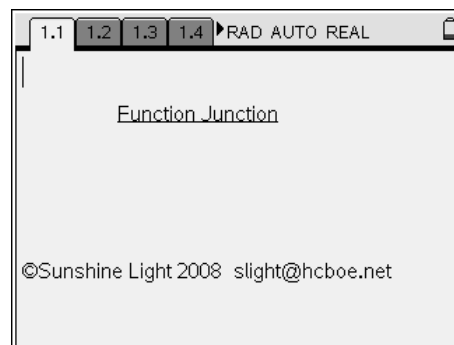 1.1 1.2 1.3 1.4 RAD AUTO REAL
Function Junction
©Sunshine Light 2008 slight@hcboe.net